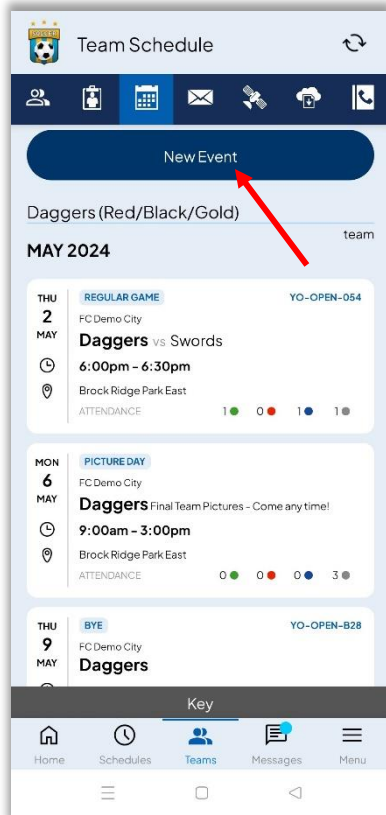 SOCCER
Team Schedule
New Event
Daggers (Red/Black/Gold)
team
MAY 2024
THU
2
MAY
REGULAR GAME
YO-OPEN-054
FC Demo City
Daggers vs Swords
6:00pm - 6:30pm
Brock Ridge Park East
ATTENDANCE 1 0 1 1
MON
6
MAY
PICTURE DAY
FC Demo City
Daggers Final Team Pictures - Come any time!
9:00am - 3:00pm
Brock Ridge Park East
ATTENDANCE 0 0 0 3
THU
9
MAY
BYE
YO-OPEN-B28
FC Demo City
Daggers
Key
Home Schedules Teams Messages Menu